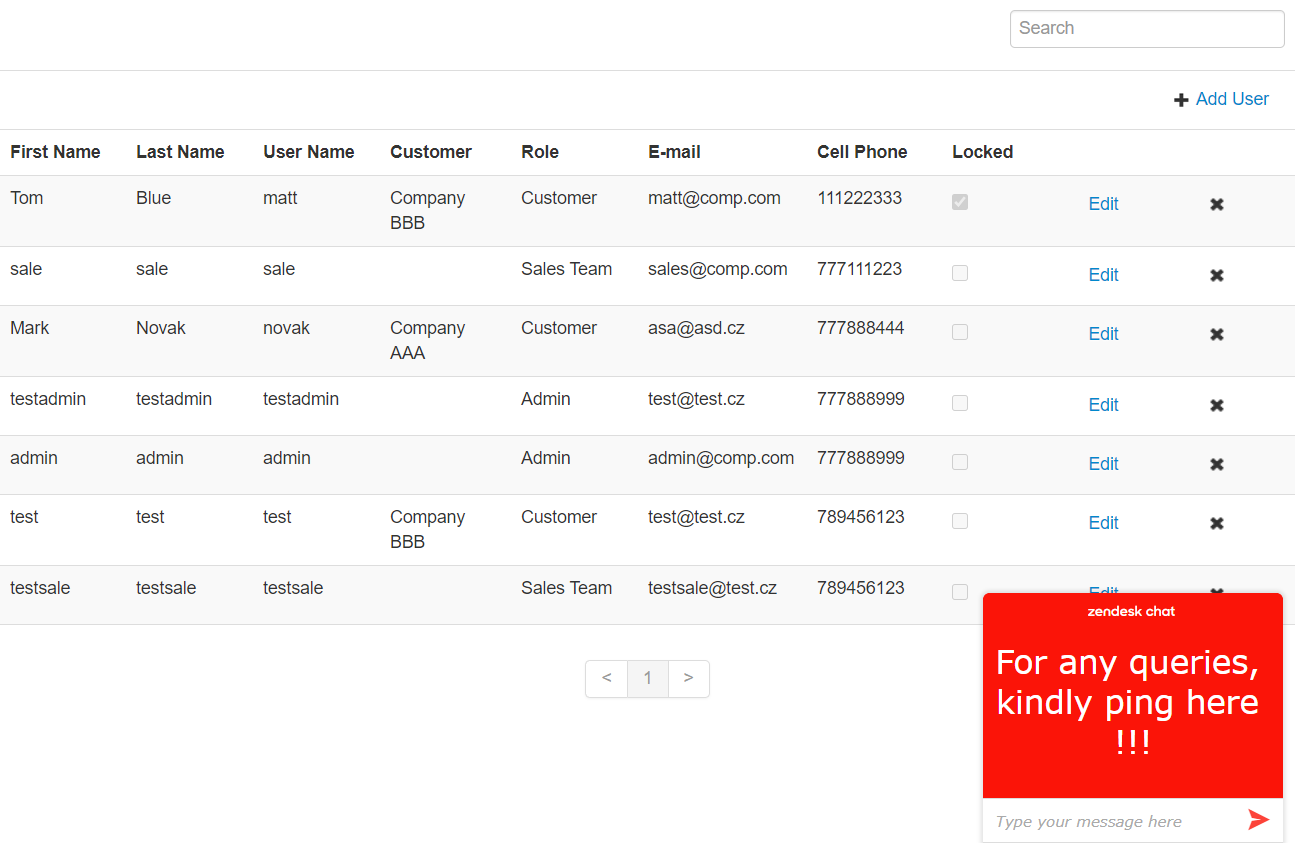 Search
Add User
First Name Last Name User Name Customer Role E-mail Cell Phone Locked
Tom Blue matt Company BBB Customer matt@comp.com 111222333 Edit
sale sale sale Sales Team sales@comp.com 777111223 Edit
Mark Novak novak Company AAA Customer asa@asd.cz 777888444 Edit
testadmin testadmin testadmin Admin test@test.cz 777888999 Edit
admin admin admin Admin admin@comp.com 777888999 Edit
test test test Company BBB Customer test@test.cz 789456123 Edit
testsale testsale testsale Sales Team testsale@test.cz 789456123 Edit
< 1 >
zendesk chat
For any queries,
kindly ping here
!!!
Type your message here